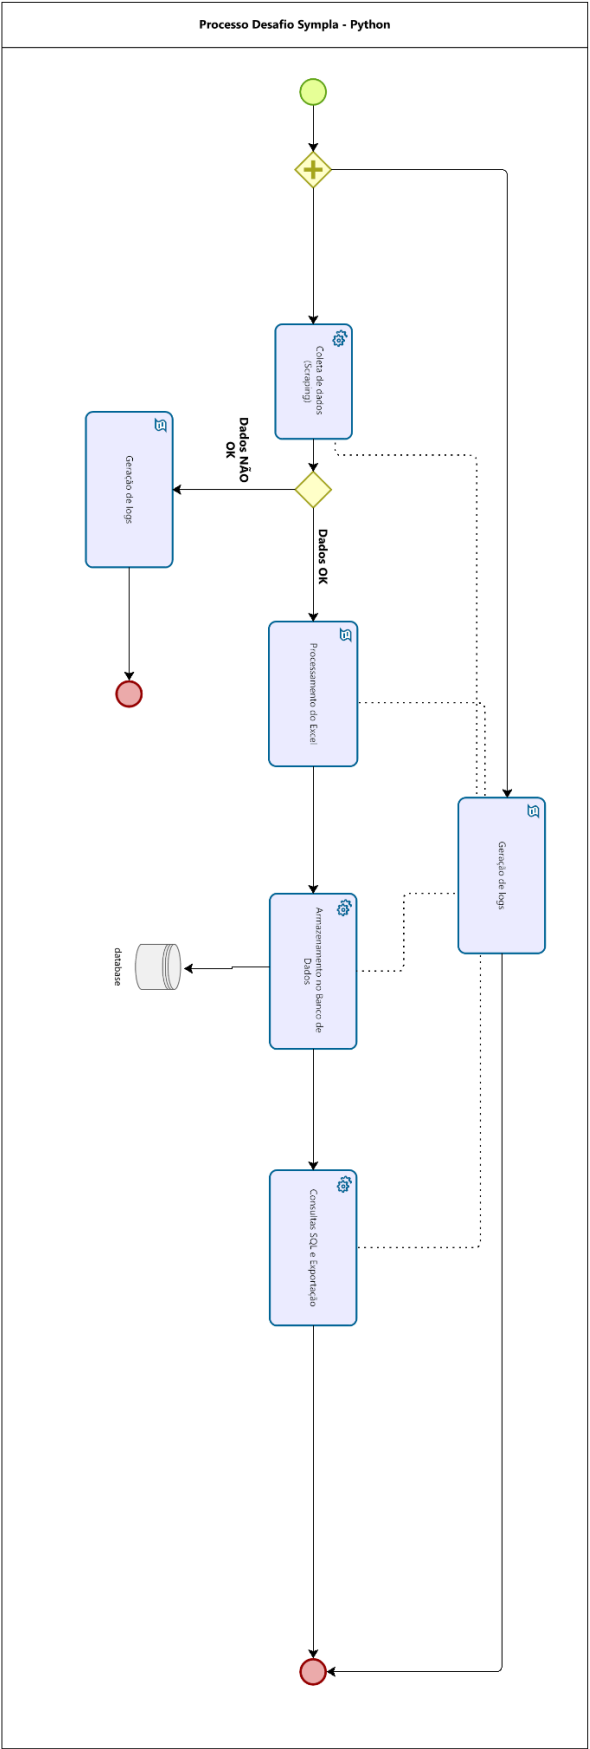 Processo Desafio Sympla - Python
Coleta de dados
(Scraping)
Dados NÃO
OK
Geração de logs
Dados OK
Processamento do Excel
Geração de logs
Armazenamento no Banco de
Dados
database
Consultas SQL e Exportação